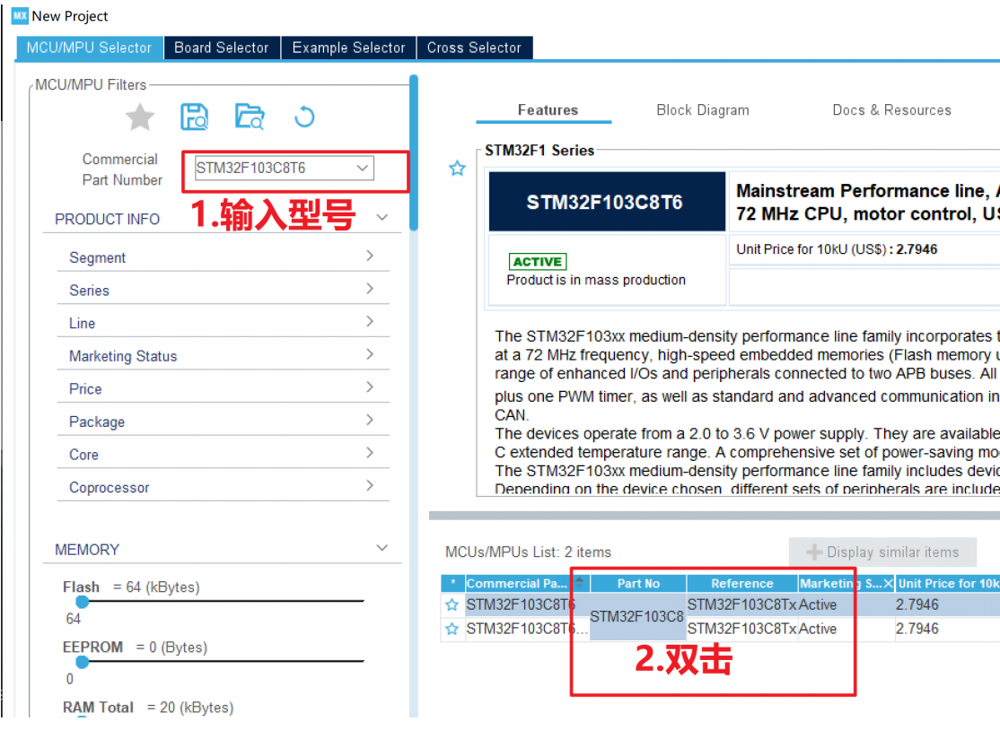 MX New Project
MCU/MPU Selector Board Selector Example Selector Cross Selector
MCU/MPU Filters
Commercial
Part Number
STM32F103C8T6
1.输入型号
PRODUCT INFO
Segment
Series
Line
Marketing Status
Price
Package
Core
Coprocessor
MEMORY
Flash = 64 (kBytes)
64
EEPROM = 0 (Bytes)
0
RAM Total = 20 (kBytes)
Features Block Diagram Docs & Resources
STM32F1 Series
STM32F103C8T6
Mainstream Performance line,
72 MHz CPU, motor control,
ACTIVE
Product is in mass production
Unit Price for 10kU (US$) : 2.7946
The STM32F103xx medium-density performance line family incorporates
at a 72 MHz frequency, high-speed embedded memories (Flash memory
range of enhanced I/Os and peripherals connected to two APB buses. All
plus one PWM timer, as well as standard and advanced communication
CAN.
The devices operate from a 2.0 to 3.6 V power supply. They are available
C extended temperature range. A comprehensive set of power-saving
The STM32F103xx medium-density performance line family includes
Depending on the device chosen, different sets of peripherals are
MCUs/MPUs List: 2 items
Display similar items
* Commercial Pa... Part No Reference Marketing S... Unit Price for
STM32F103C8T6 STM32F103C8 STM32F103C8Tx Active 2.7946
STM32F103C8T6... STM32F103C8Tx Active 2.7946
2.双击